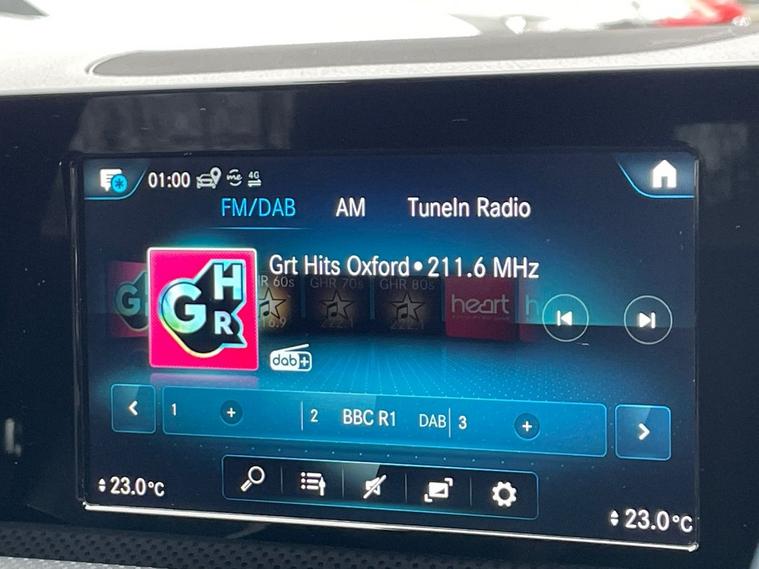 01:00 me 4G
FM/DAB AM TuneIn Radio
Grt Hits Oxford • 211.6 MHz
GHR
GHR 70s GHR 80s heart h
dab+
1 + 2 BBC R1 DAB 3 +
23.0°C 23.0°C